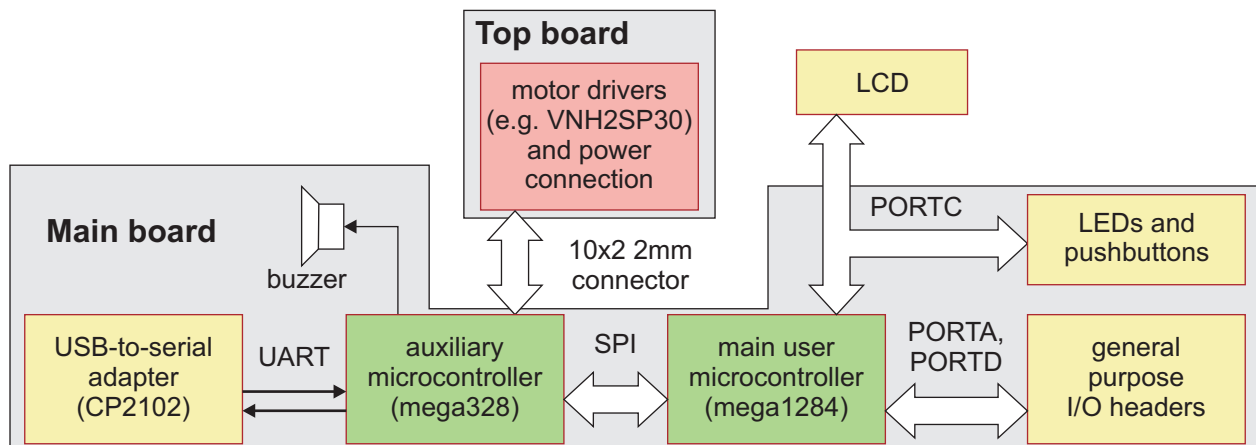 Top board
motor drivers
(e.g. VNH2SP30)
and power
connection
LCD
Main board
buzzer
10x2 2mm
connector
PORTC
LEDs and
pushbuttons
USB-to-serial
adapter
(CP2102)
UART
auxiliary
microcontroller
(mega328)
SPI
main user
microcontroller
(mega1284)
PORTA,
PORTD
general
purpose
I/O headers